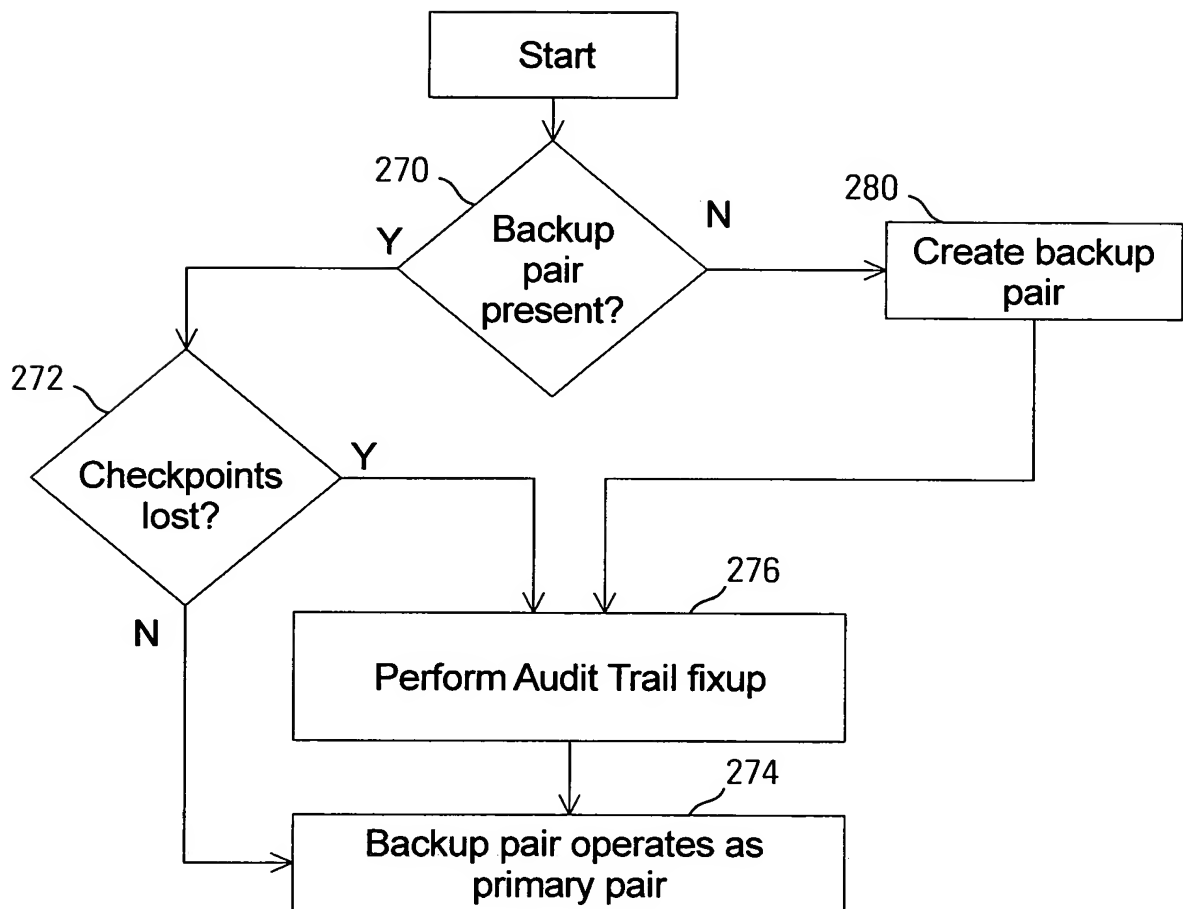 Start
270
Y
Backup
pair
present?
N
280
Create backup
pair
272
Checkpoints
lost?
Y
N
276
Perform Audit Trail fixup
274
Backup pair operates as
primary pair